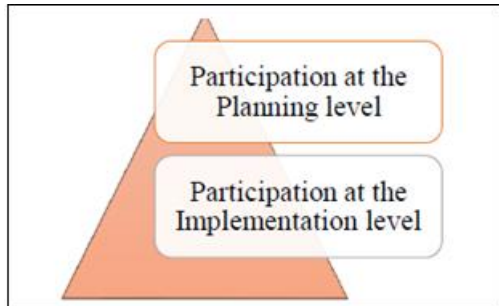 Participation at the
Planning level
Participation at the
Implementation level